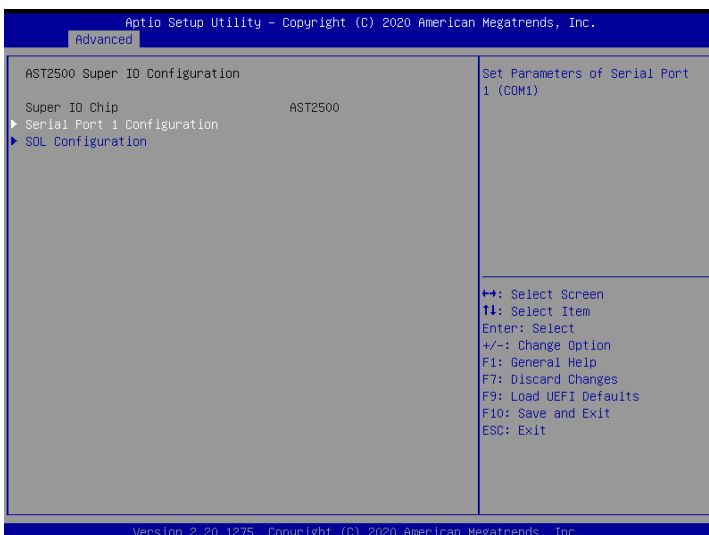 Aptio Setup Utility – Copyright (C) 2020 American Megatrends, Inc.
Advanced
AST2500 Super IO Configuration
Super IO Chip AST2500
Serial Port 1 Configuration
SOL Configuration
Set Parameters of Serial Port
1 (COM1)
↔: Select Screen
↑↓: Select Item
Enter: Select
+/-: Change Option
F1: General Help
F7: Discard Changes
F9: Load UEFI Defaults
F10: Save and Exit
ESC: Exit
Version 2.20.1275. Copyright (C) 2020 American Megatrends, Inc.